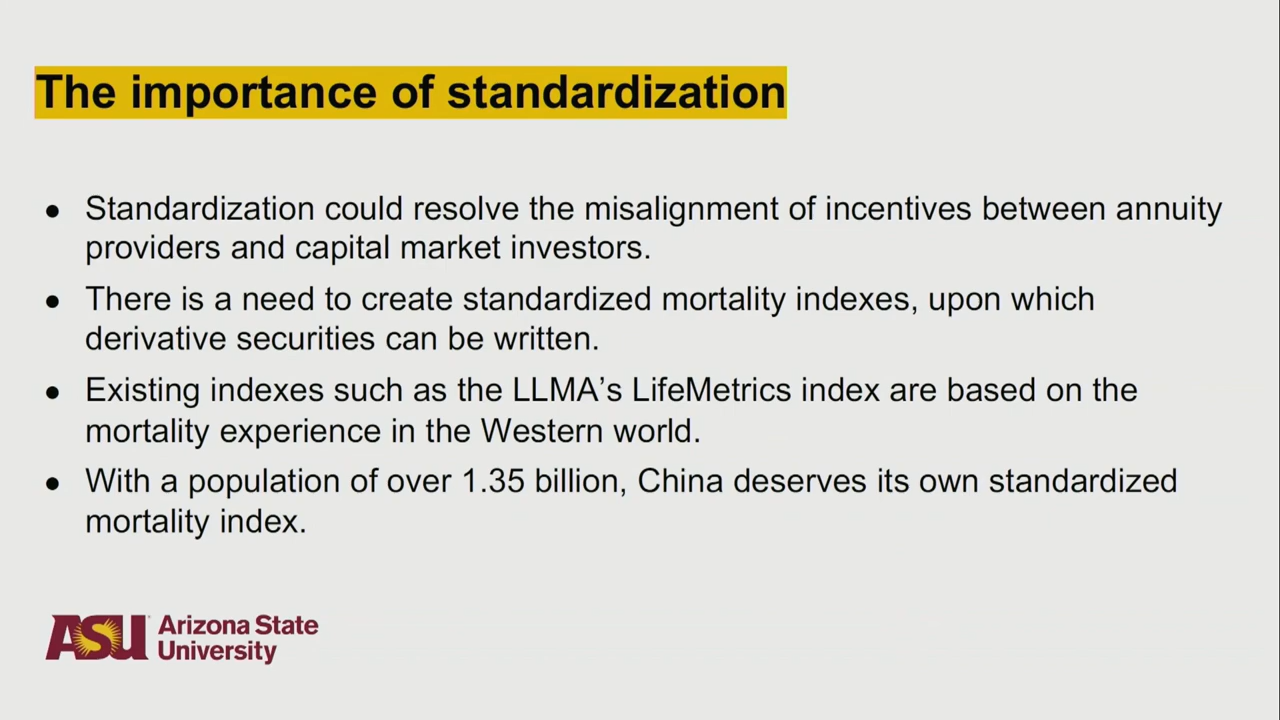 The importance of standardization
● Standardization could resolve the misalignment of incentives between annuity
providers and capital market investors.
● There is a need to create standardized mortality indexes, upon which
derivative securities can be written.
● Existing indexes such as the LLMA’s LifeMetrics index are based on the
mortality experience in the Western world.
● With a population of over 1.35 billion, China deserves its own standardized
mortality index.
ASU Arizona State
University